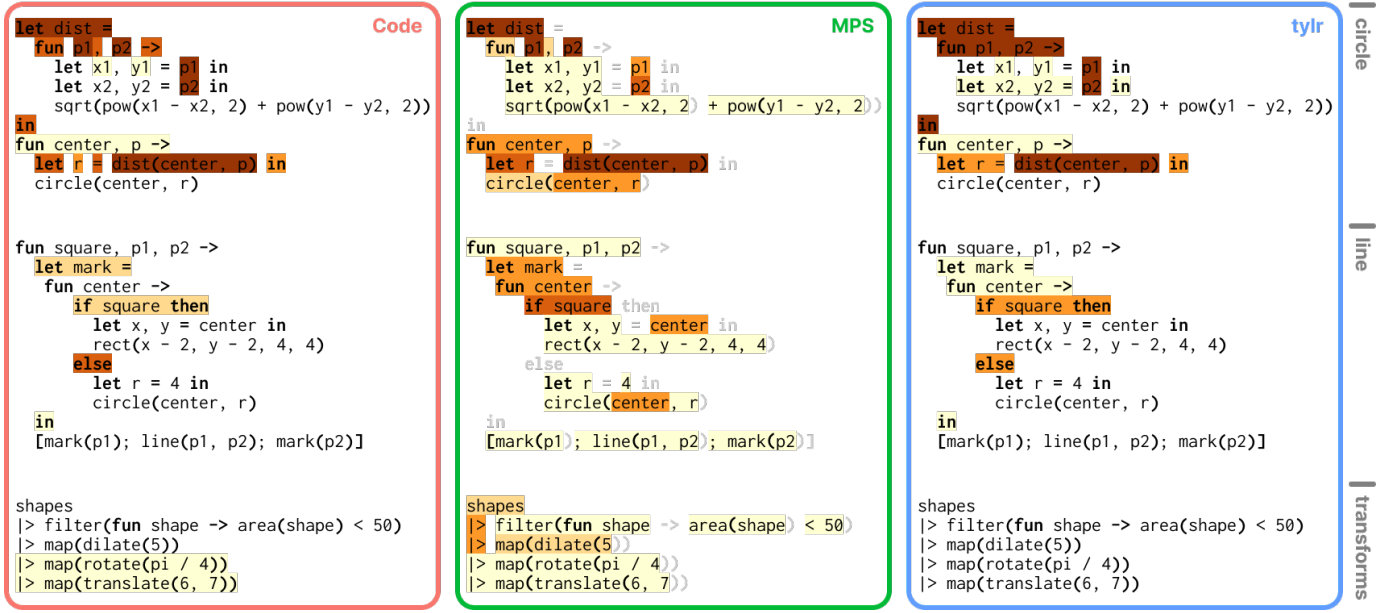 Code
let dist =
fun p1, p2 ->
let x1, y1 = p1 in
let x2, y2 = p2 in
sqrt(pow(x1 - x2, 2) + pow(y1 - y2, 2))
in
fun center, p ->
let r = dist(center, p) in
circle(center, r)
fun square, p1, p2 ->
let mark =
fun center ->
if square then
let x, y = center in
rect(x - 2, y - 2, 4, 4)
else
let r = 4 in
circle(center, r)
in
[mark(p1); line(p1, p2); mark(p2)]
shapes
|> filter(fun shape -> area(shape) < 50)
|> map(dilate(5))
|> map(rotate(pi / 4))
|> map(translate(6, 7))
MPS
let dist =
fun p1, p2 ->
let x1, y1 = p1 in
let x2, y2 = p2 in
sqrt(pow(x1 - x2, 2) + pow(y1 - y2, 2))
in
fun center, p ->
let r = dist(center, p) in
circle(center, r)
fun square, p1, p2 ->
let mark =
fun center ->
if square then
let x, y = center in
rect(x - 2, y - 2, 4, 4)
else
let r = 4 in
circle(center, r)
in
[mark(p1); line(p1, p2); mark(p2)]
shapes
|> filter(fun shape -> area(shape) < 50)
|> map(dilate(5))
|> map(rotate(pi / 4))
|> map(translate(6, 7))
tylr
let dist =
fun p1, p2 ->
let x1, y1 = p1 in
let x2, y2 = p2 in
sqrt(pow(x1 - x2, 2) + pow(y1 - y2, 2))
in
fun center, p ->
let r = dist(center, p) in
circle(center, r)
fun square, p1, p2 ->
let mark =
fun center ->
if square then
let x, y = center in
rect(x - 2, y - 2, 4, 4)
else
let r = 4 in
circle(center, r)
in
[mark(p1); line(p1, p2); mark(p2)]
shapes
|> filter(fun shape -> area(shape) < 50)
|> map(dilate(5))
|> map(rotate(pi / 4))
|> map(translate(6, 7))
circle
line
transforms